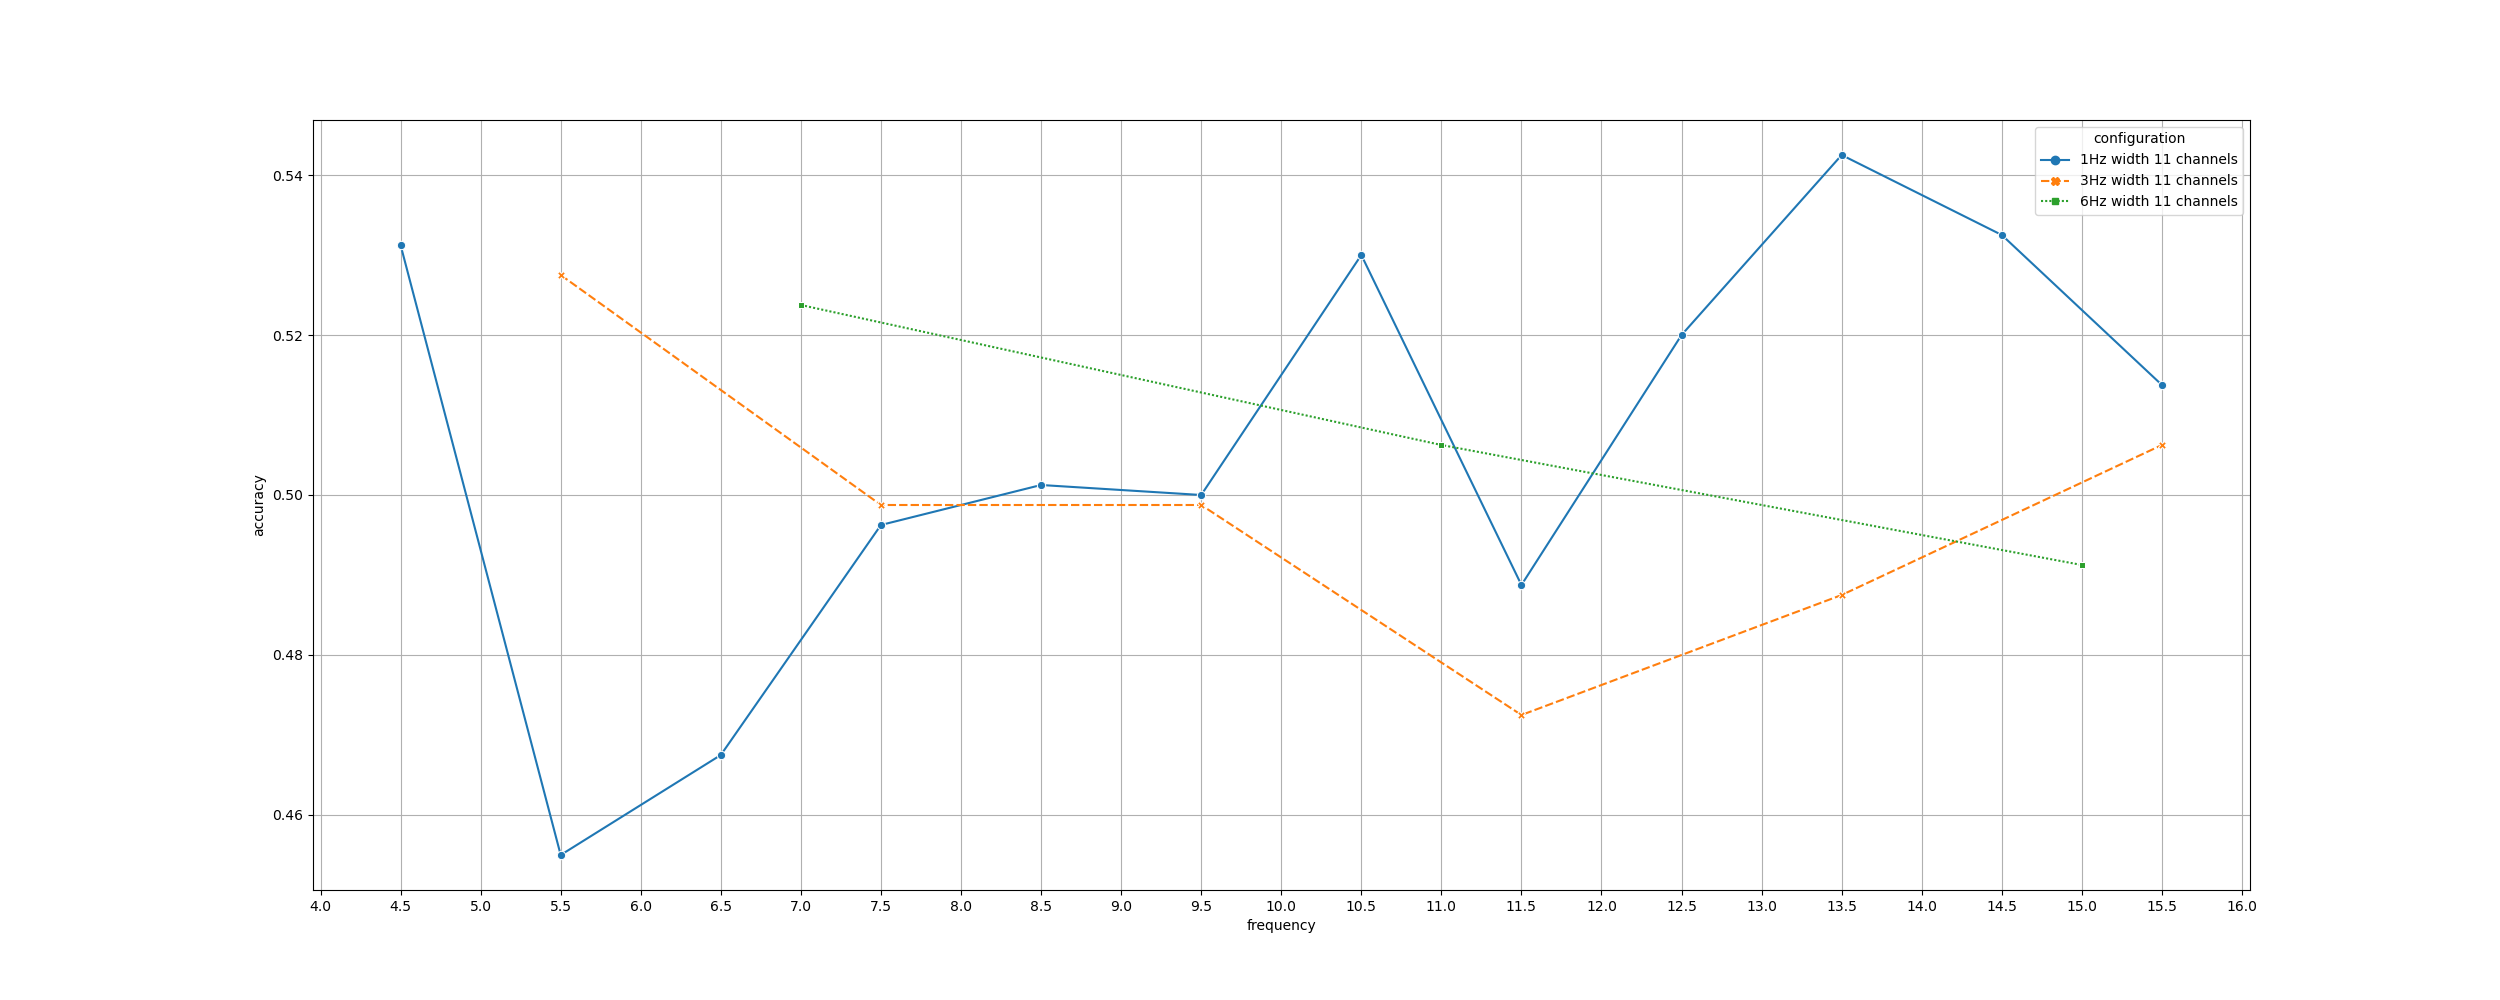 configuration
1Hz width 11 channels
3Hz width 11 channels
6Hz width 11 channels
0.54
0.52
0.50
0.48
0.46
accuracy
4.0 4.5 5.0 5.5 6.0 6.5 7.0 7.5 8.0 8.5 9.0 9.5 10.0 10.5 11.0 11.5 12.0 12.5 13.0 13.5 14.0 14.5 15.0 15.5 16.0
frequency